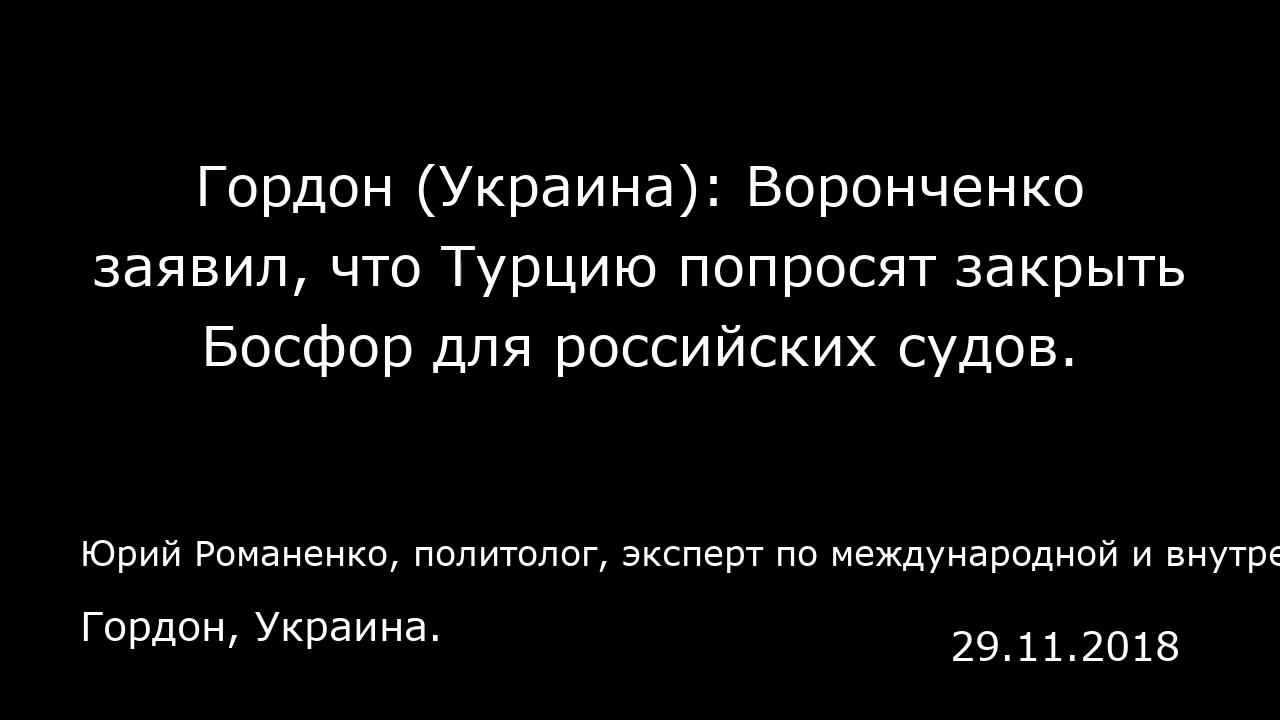 Гордон (Украина): Воронченко
заявил, что Турцию попросят закрыть
Босфор для российских судов.
Юрий Романенко, политолог, эксперт по международной и внутре
Гордон, Украина.
29.11.2018